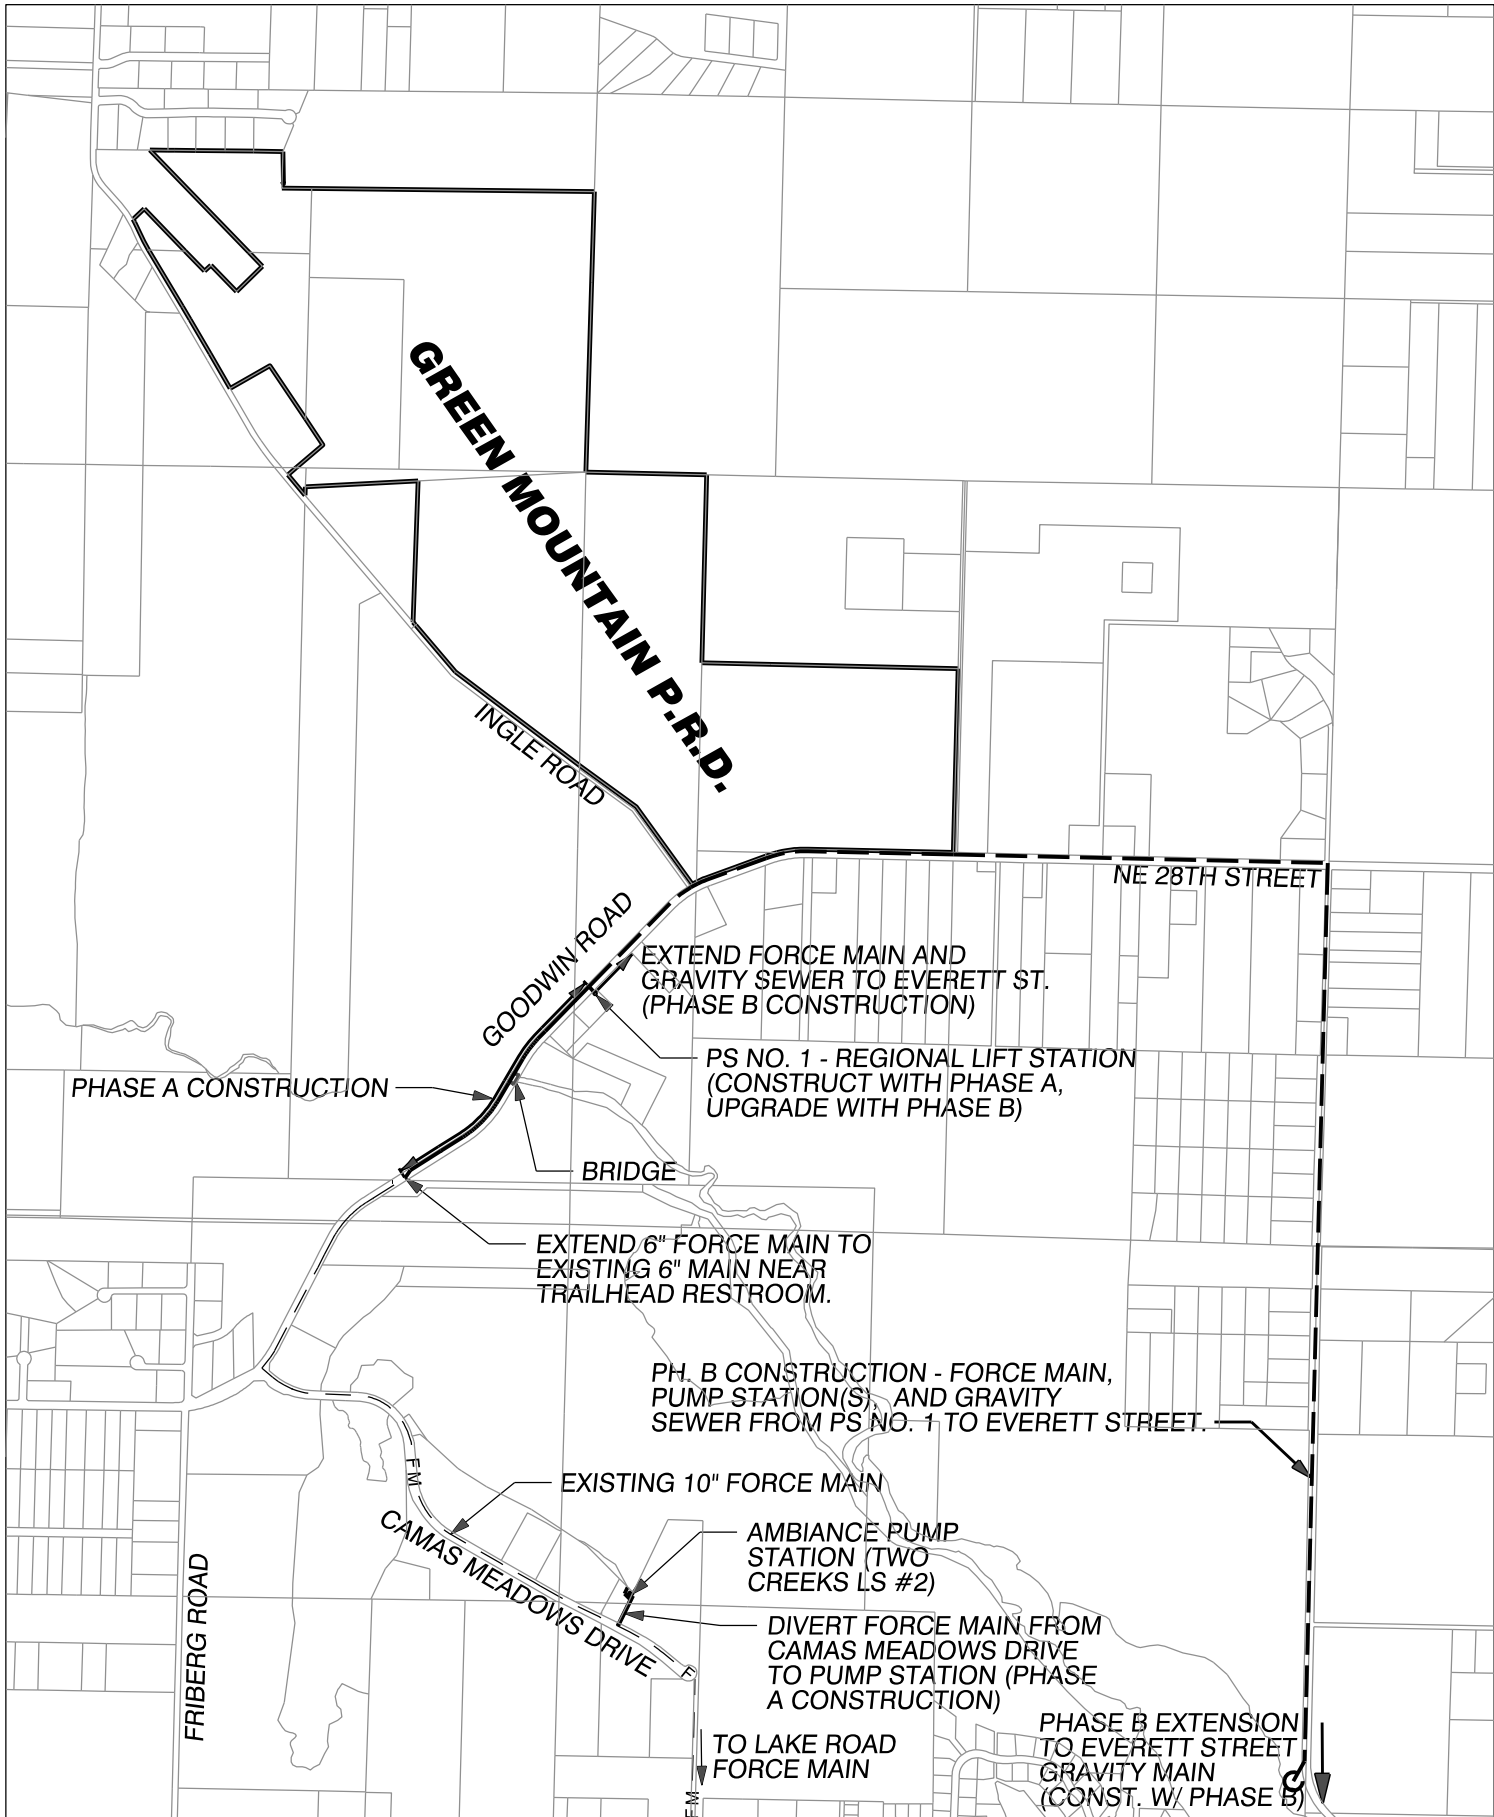 GREEN MOUNTAIN P.R.D.
INGLE ROAD
NE 28TH STREET
GOODWIN ROAD
EXTEND FORCE MAIN AND
GRAVITY SEWER TO EVERETT ST.
(PHASE B CONSTRUCTION)
PS NO. 1 - REGIONAL LIFT STATION
(CONSTRUCT WITH PHASE A,
UPGRADE WITH PHASE B)
PHASE A CONSTRUCTION
BRIDGE
EXTEND 6" FORCE MAIN TO
EXISTING 6" MAIN NEAR
TRAILHEAD RESTROOM.
PH. B CONSTRUCTION - FORCE MAIN,
PUMP STATION(S), AND GRAVITY
SEWER FROM PS NO. 1 TO EVERETT STREET.
FM
EXISTING 10" FORCE MAIN
CAMAS MEADOWS DRIVE
AMBIANCE PUMP
STATION (TWO
CREEKS LS #2)
DIVERT FORCE MAIN FROM
CAMAS MEADOWS DRIVE
TO PUMP STATION (PHASE
A CONSTRUCTION)
F
FRIBERG ROAD
TO LAKE ROAD
FORCE MAIN
FM
PHASE B EXTENSION
TO EVERETT STREET
GRAVITY MAIN
(CONST. W/ PHASE B)